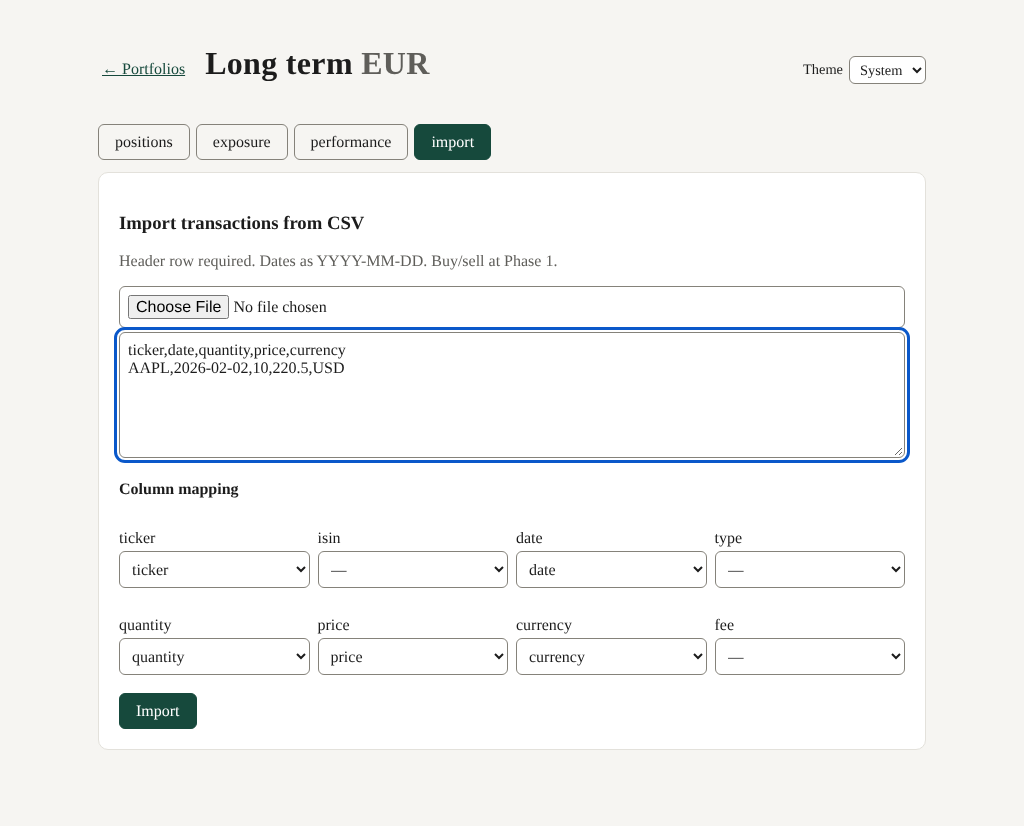 ← Portfolios Long term EUR Theme System
positions exposure performance import
Import transactions from CSV
Header row required. Dates as YYYY-MM-DD. Buy/sell at Phase 1.
Choose File No file chosen
ticker,date,quantity,price,currency
AAPL,2026-02-02,10,220.5,USD
Column mapping
ticker isin date type
ticker — date —
quantity price currency fee
quantity price currency —
Import